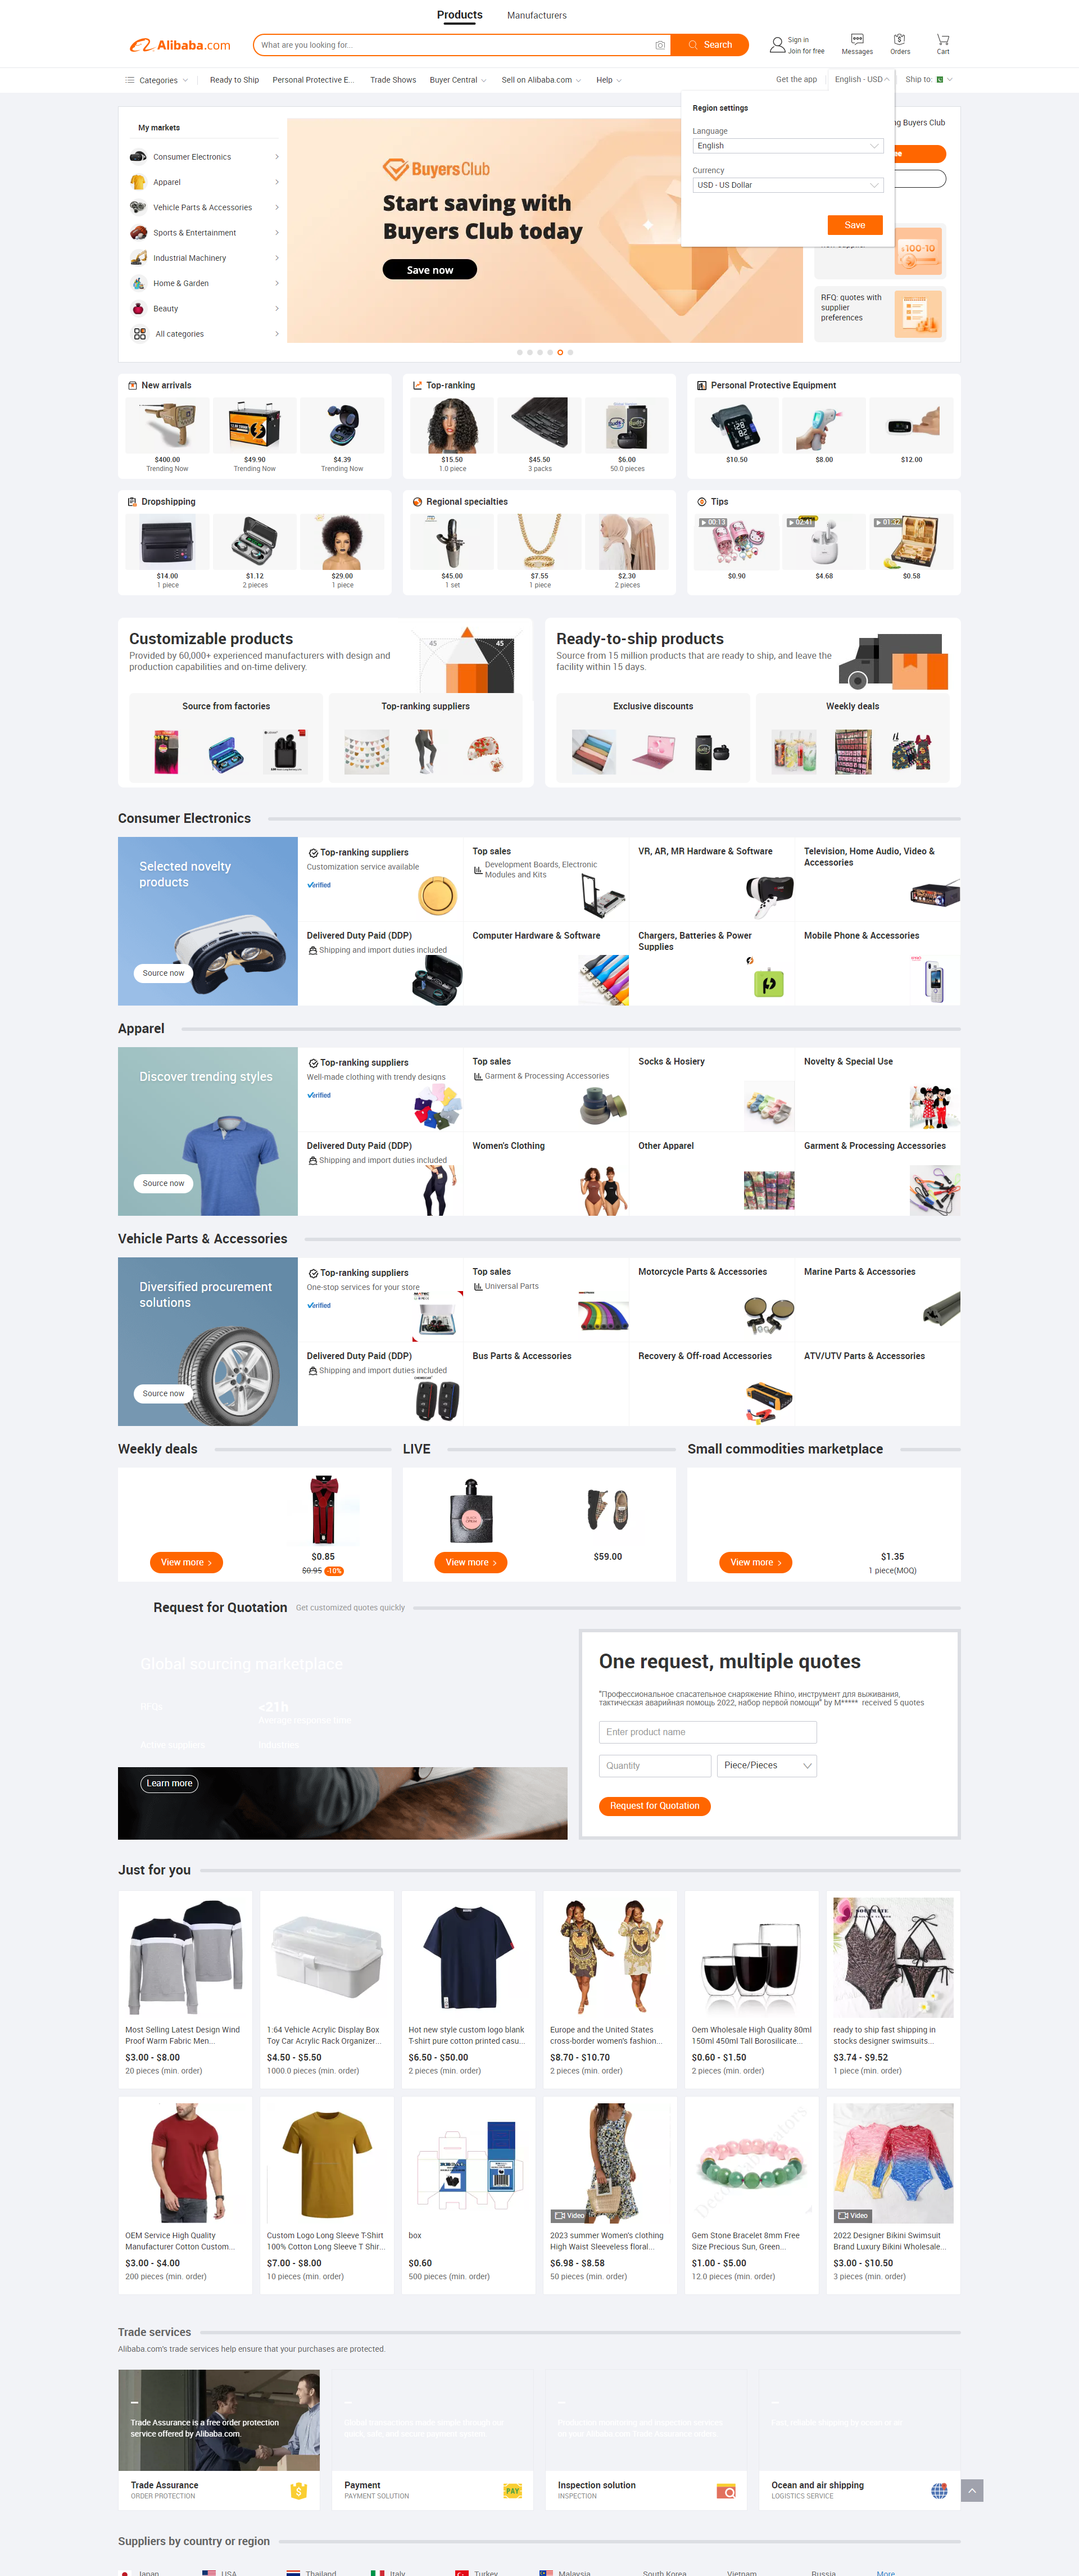 Products
Manufacturers
Alibaba.com
What are you looking for...
Search
Sign in
Join for free
Messages
Orders
Cart
Categories
Ready to Ship
Personal Protective E...
Trade Shows
Buyer Central
Sell on Alibaba.com
Help
Get the app
English - USD
Ship to:
My markets
Consumer Electronics
Apparel
Vehicle Parts & Accessories
Sports & Entertainment
Industrial Machinery
Home & Garden
Beauty
All categories
BuyersClub
Start saving with
Buyers Club today
Save now
Region settings
Language
English
Currency
USD - US Dollar
Save
Buyers Club
$100-10
RFQ: quotes with
supplier
preferences
New arrivals
$400.00
Trending Now
$49.90
Trending Now
$4.39
Trending Now
Top-ranking
$15.50
1.0 piece
$45.50
3 packs
$6.00
50.0 pieces
Personal Protective Equipment
$10.50
$8.00
$12.00
Dropshipping
$14.00
1 piece
$1.12
2 pieces
$29.00
1 piece
Regional specialties
$45.00
1 set
$7.55
1 piece
$2.30
2 pieces
Tips
00:13
02:41
01:32
$0.90
$4.68
$0.58
Customizable products
Provided by 60,000+ experienced manufacturers with design and
production capabilities and on-time delivery.
45
45
Source from factories
Top-ranking suppliers
Ready-to-ship products
Source from 15 million products that are ready to ship, and leave the
facility within 15 days.
Exclusive discounts
Weekly deals
Consumer Electronics
Selected novelty
products
Source now
Top-ranking suppliers
Customization service available
Verified
Top sales
Development Boards, Electronic
Modules and Kits
VR, AR, MR Hardware & Software
Television, Home Audio, Video &
Accessories
Delivered Duty Paid (DDP)
Shipping and import duties included
Computer Hardware & Software
Chargers, Batteries & Power
Supplies
Mobile Phone & Accessories
Apparel
Discover trending styles
Source now
Top-ranking suppliers
Well-made clothing with trendy designs
Verified
Top sales
Garment & Processing Accessories
Socks & Hosiery
Novelty & Special Use
Delivered Duty Paid (DDP)
Shipping and import duties included
Women's Clothing
Other Apparel
Garment & Processing Accessories
Vehicle Parts & Accessories
Diversified procurement
solutions
Source now
Top-ranking suppliers
One-stop services for your store
Verified
Top sales
Universal Parts
Motorcycle Parts & Accessories
Marine Parts & Accessories
Delivered Duty Paid (DDP)
Shipping and import duties included
Bus Parts & Accessories
Recovery & Off-road Accessories
ATV/UTV Parts & Accessories
Weekly deals
View more
$0.85
$0.95 -10%
LIVE
View more
$59.00
Small commodities marketplace
View more
$1.35
1 piece(MOQ)
Request for Quotation
Get customized quotes quickly
Global sourcing marketplace
RFQs
<21h
Average response time
Active suppliers
Industries
Learn more
One request, multiple quotes
"Профессиональное спасательное снаряжение Rhino, инструмент для выживания,
тактическая аварийная помощь 2022, набор первой помощи" by M***** received 5 quotes
Enter product name
Quantity
Piece/Pieces
Request for Quotation
Just for you
Most Selling Latest Design Wind
Proof Warm Fabric Men...
$3.00 - $8.00
20 pieces (min. order)
1:64 Vehicle Acrylic Display Box
Toy Car Acrylic Rack Organizer...
$4.50 - $5.50
1000.0 pieces (min. order)
Hot new style custom logo blank
T-shirt pure cotton printed casu...
$6.50 - $50.00
2 pieces (min. order)
Europe and the United States
cross-border women's fashion...
$8.70 - $10.70
2 pieces (min. order)
Oem Wholesale High Quality 80ml
150ml 450ml Tall Borosilicate...
$0.60 - $1.50
2 pieces (min. order)
ready to ship fast shipping in
stocks designer swimsuits...
$3.74 - $9.52
1 piece (min. order)
OEM Service High Quality
Manufacturer Cotton Custom...
$3.00 - $4.00
200 pieces (min. order)
Custom Logo Long Sleeve T-Shirt
100% Cotton Long Sleeve T Shir...
$7.00 - $8.00
10 pieces (min. order)
box
$0.60
500 pieces (min. order)
Video
2023 summer Women's clothing
High Waist Sleeveless floral...
$6.98 - $8.58
50 pieces (min. order)
Gem Stone Bracelet 8mm Free
Size Precious Sun, Green...
$1.00 - $5.00
12.0 pieces (min. order)
Video
2022 Designer Bikini Swimsuit
Brand Luxury Bikini Wholesale...
$3.00 - $10.50
3 pieces (min. order)
Trade services
Alibaba.com's trade services help ensure that your purchases are protected.
Trade Assurance is a free order protection
service offered by Alibaba.com.
Trade Assurance
ORDER PROTECTION
Payment
PAYMENT SOLUTION
PAY
Inspection solution
INSPECTION
Ocean and air shipping
LOGISTICS SERVICE
Suppliers by country or region
Japan
USA
Thailand
Italy
Turkey
Malaysia
South Korea
Vietnam
Russia
More